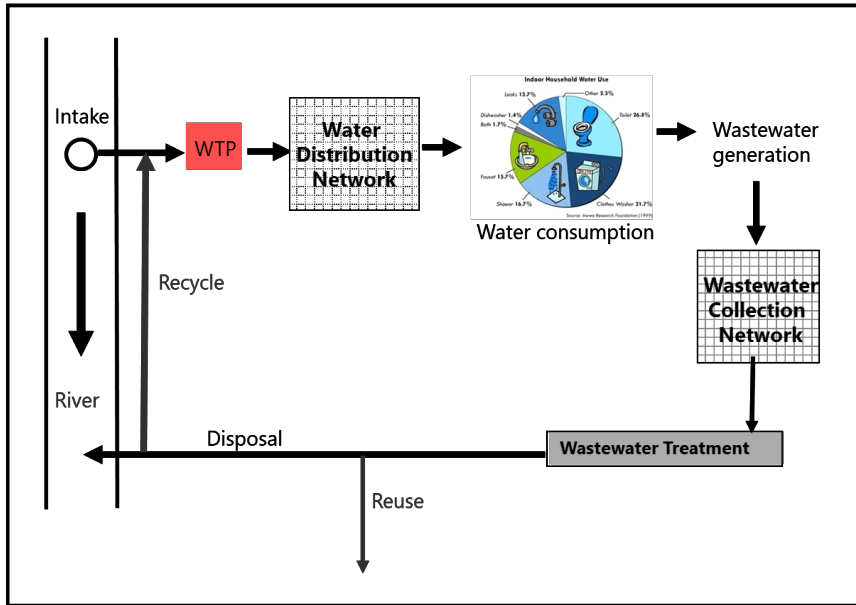 Intake
WTP
Water
Distribution
Network
Indoor Household Water Use
Leaks 13.7%
Other 2.3%
Dishwasher 1.4%
Bath 1.7%
Toilet 26.8%
Faucet 15.7%
Shower 16.7%
Clothes Washer 21.7%
Source: Awwa Research Foundation (1999)
Water consumption
Wastewater
generation
Wastewater
Collection
Network
Recycle
River
Disposal
Wastewater Treatment
Reuse